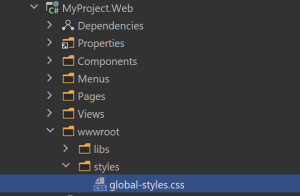 MyProject.Web
Dependencies
Properties
Components
Menus
Pages
Views
wwwroot
libs
styles
global-styles.css